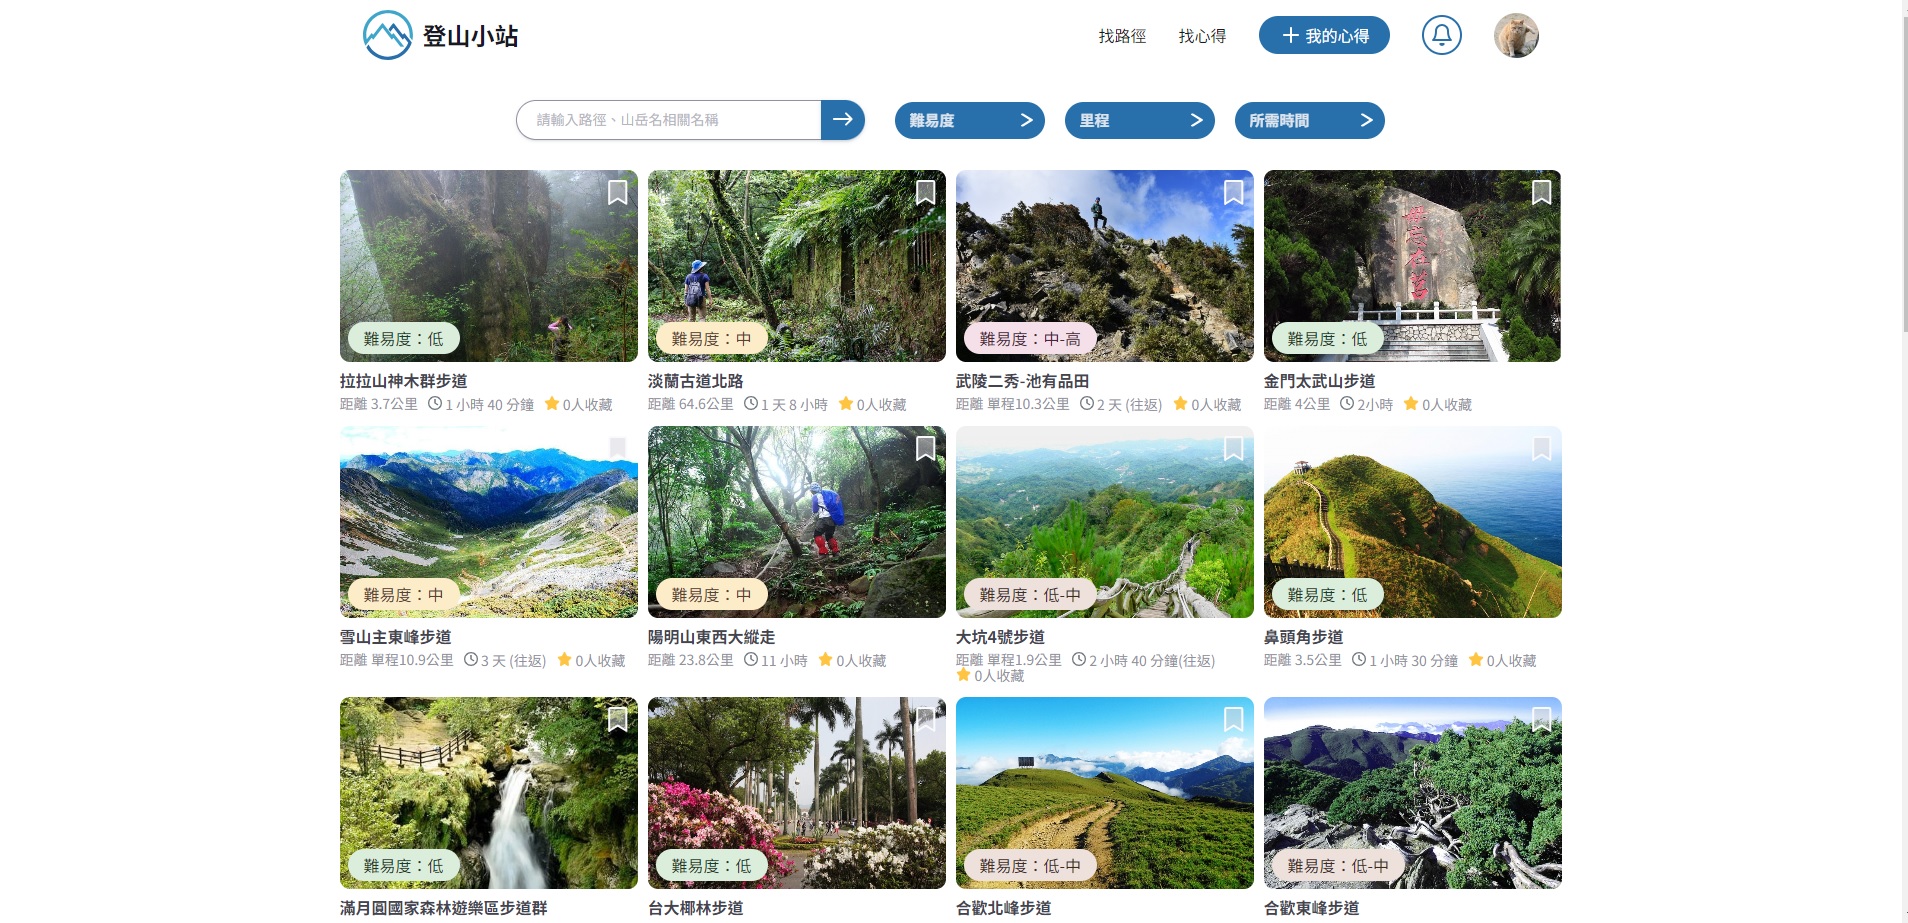 登山小站
找路徑
找心得
我的心得
請輸入路徑、山岳名相關名稱
難易度
里程
所需時間
毋忘在莒
難易度：低
難易度：中
難易度：中-高
難易度：低
拉拉山神木群步道
距離 3.7公里 1 小時 40 分鐘 0人收藏
淡蘭古道北路
距離 64.6公里 1 天 8 小時 0人收藏
武陵二秀-池有品田
距離 單程10.3公里 2 天 (往返) 0人收藏
金門太武山步道
距離 4公里 2小時 0人收藏
難易度：中
難易度：中
難易度：低-中
難易度：低
雪山主東峰步道
距離 單程10.9公里 3 天 (往返) 0人收藏
陽明山東西大縱走
距離 23.8公里 11 小時 0人收藏
大坑4號步道
距離 單程1.9公里 2 小時 40 分鐘(往返)
0人收藏
鼻頭角步道
距離 3.5公里 1 小時 30 分鐘 0人收藏
難易度：低
難易度：低
難易度：低-中
難易度：低-中
滿月圓國家森林遊樂區步道群
台大椰林步道
合歡北峰步道
合歡東峰步道